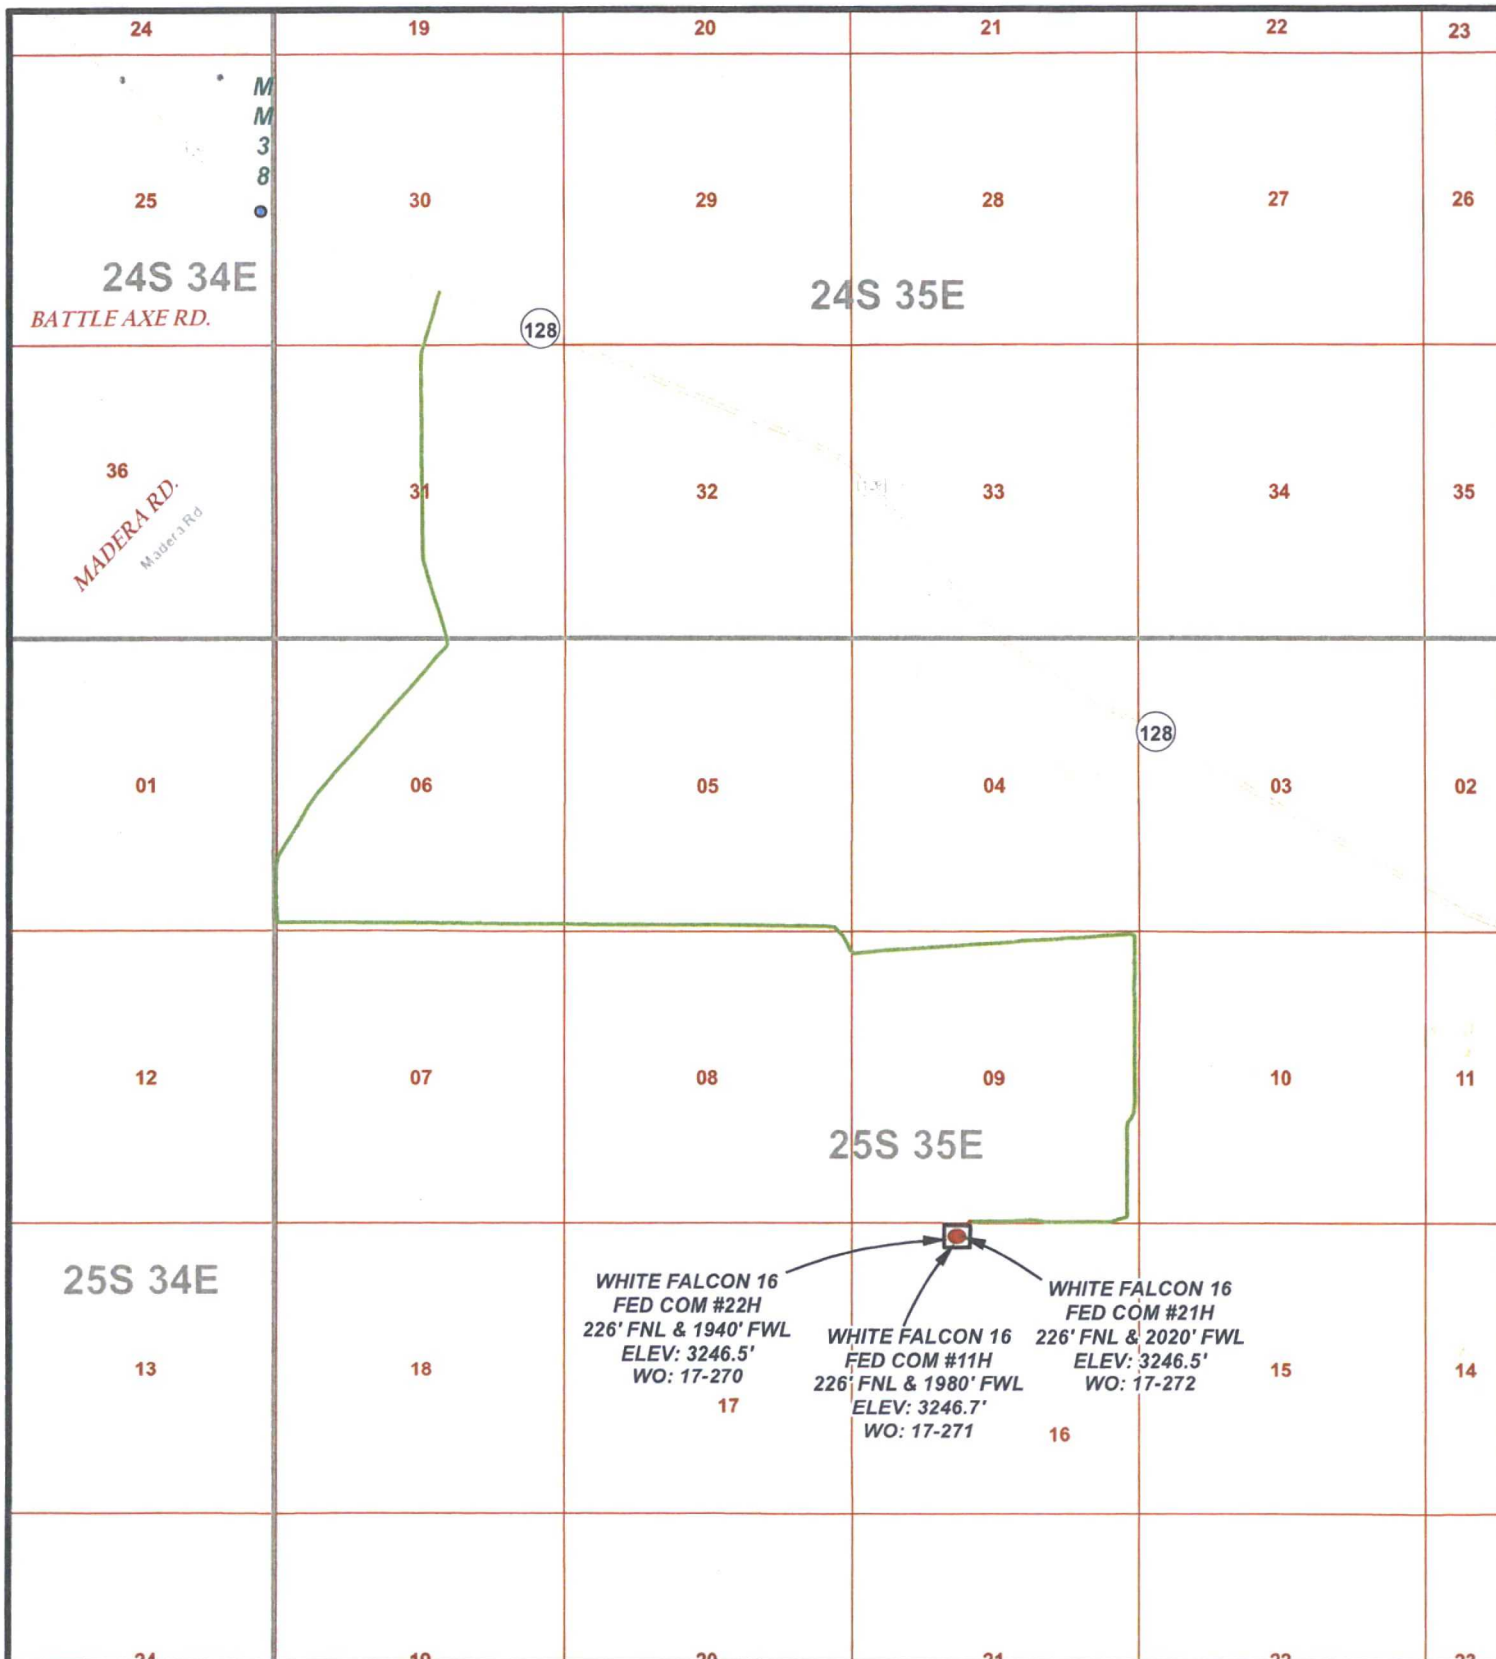 24 19 20 21 22 23
M
M
3
8
25 30 29 28 27 26
24S 34E 24S 35E
BATTLE AXE RD.
128
36 31 32 33 34 35
MADERA RD.
Madera Rd
128
01 06 05 04 03 02
12 07 08 09 10 11
25S 35E
25S 34E
WHITE FALCON 16
FED COM #22H
226' FNL & 1940' FWL
ELEV: 3246.5'
WO: 17-270
WHITE FALCON 16
FED COM #11H
226' FNL & 1980' FWL
ELEV: 3246.7'
WO: 17-271
WHITE FALCON 16
FED COM #21H
226' FNL & 2020' FWL
ELEV: 3246.5'
WO: 17-272
13 18 17 16 15 14